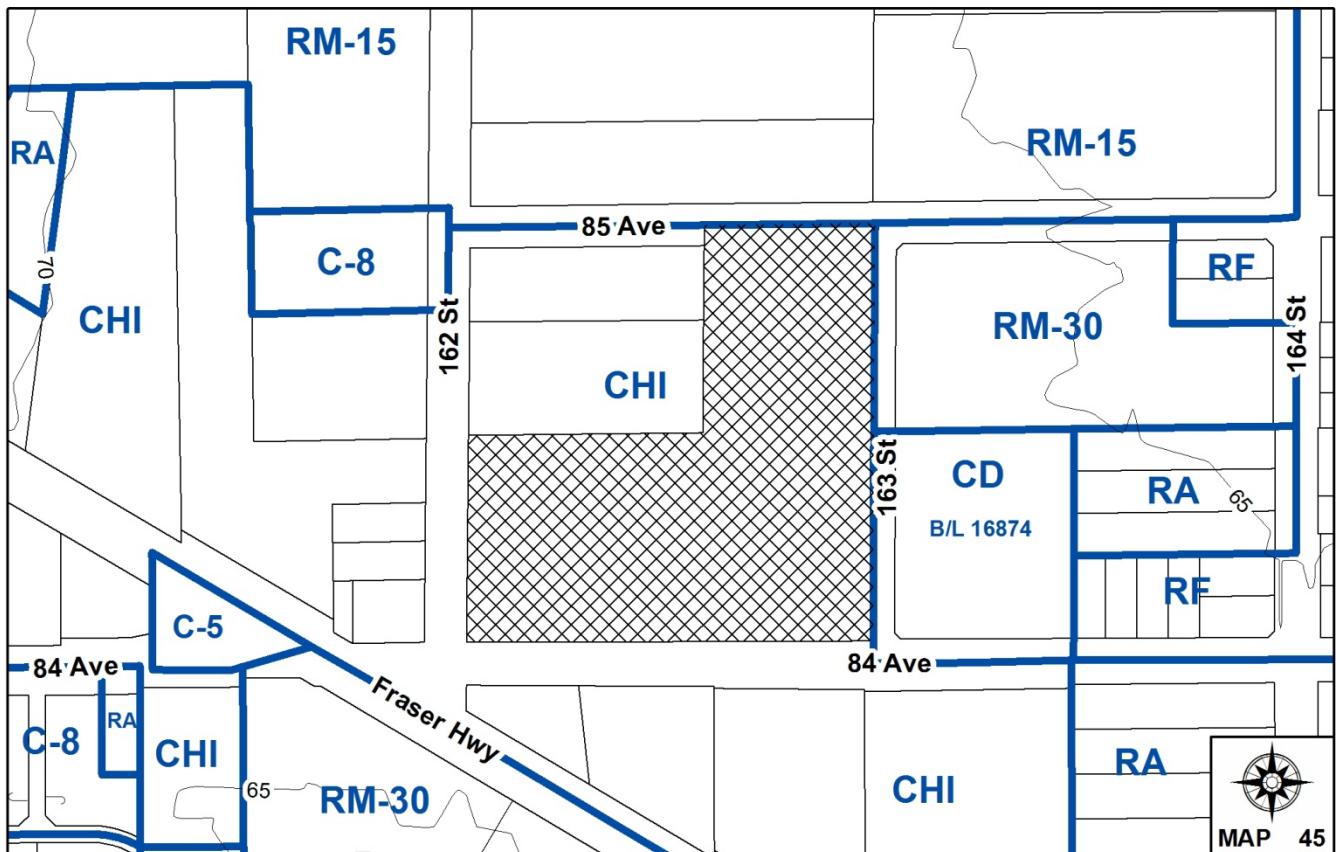 RM-15
RM-15
RA
85 Ave
C-8
RF
70
CHI
162 St
RM-30
164 St
CHI
163 St
CD
RA
65
B/L 16874
RF
C-5
84 Ave
84 Ave
Fraser Hwy
RA
C-8
CHI
RA
65
RM-30
CHI
MAP 45